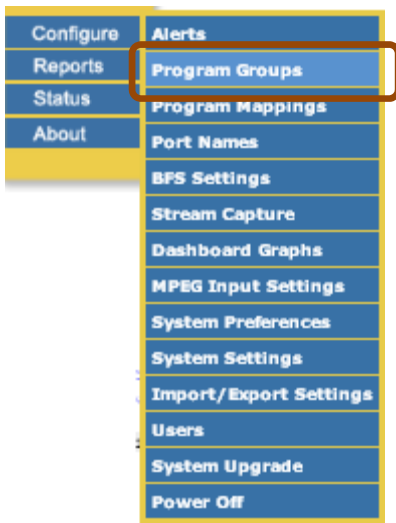 Configure
Reports
Status
About
Alerts
Program Groups
Program Mappings
Port Names
BFS Settings
Stream Capture
Dashboard Graphs
MPEG Input Settings
System Preferences
System Settings
Import/Export Settings
Users
System Upgrade
Power Off